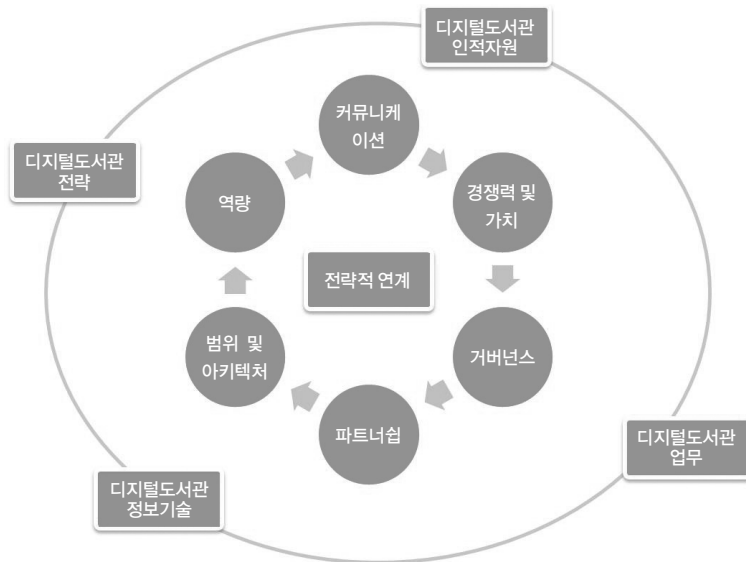 디지털도서관
인적자원
커뮤니케
이션
디지털도서관
전략
역량
경쟁력 및
가치
전략적 연계
범위 및
아키텍처
거버넌스
파트너쉽
디지털도서관
업무
디지털도서관
정보기술